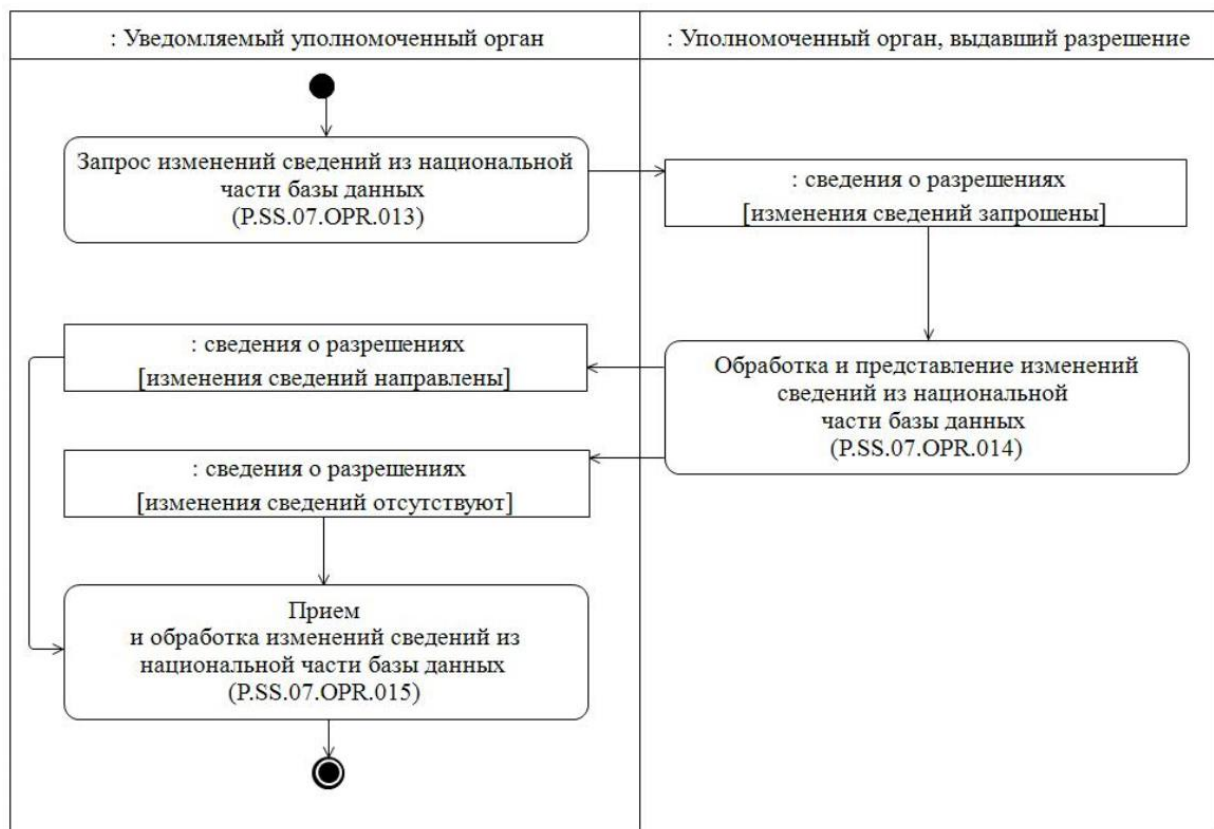 : Уведомляемый уполномоченный орган
: Уполномоченный орган, выдавший разрешение
Запрос изменений сведений из национальной
части базы данных
(P.SS.07.OPR.013)
: сведения о разрешениях
[изменения сведений запрошены]
: сведения о разрешениях
[изменения сведений направлены]
Обработка и представление изменений
сведений из национальной
части базы данных
(P.SS.07.OPR.014)
: сведения о разрешениях
[изменения сведений отсутствуют]
Прием
и обработка изменений сведений из
национальной части базы данных
(P.SS.07.OPR.015)